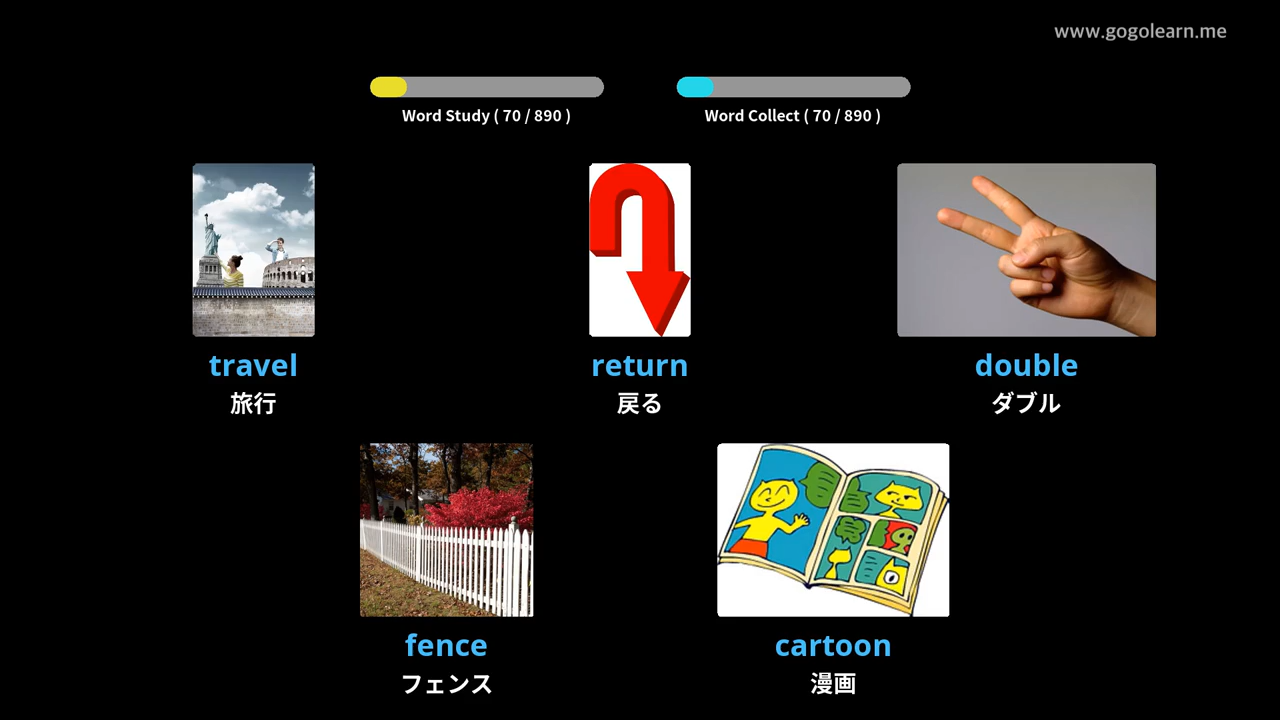 www.gogolearn.me
Word Study ( 70 / 890 )
Word Collect ( 70 / 890 )
travel
旅行
return
戻る
double
ダブル
fence
フェンス
cartoon
漫画